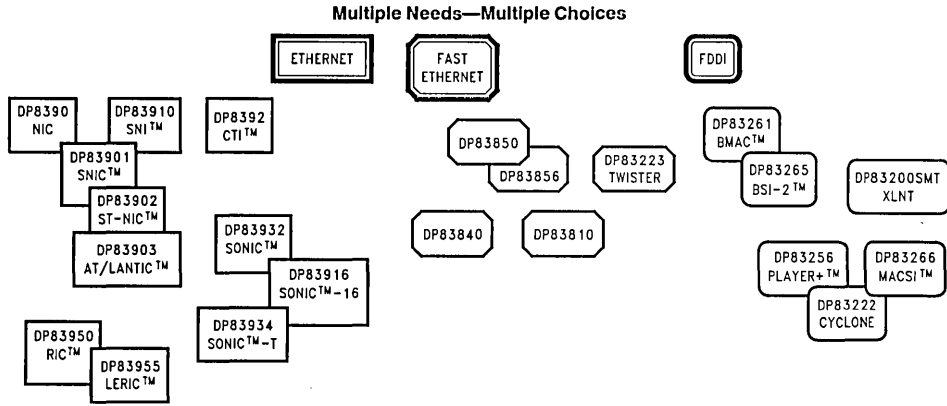 Multiple Needs—Multiple Choices
ETHERNET
FAST
ETHERNET
FDDI
DP8390
NIC
DP83910
SNI™
DP83901
SNIC™
DP83902
ST-NIC™
DP83903
AT/LANTIC™
DP8392
CTI™
DP83932
SONIC™
DP83916
SONIC™-16
DP83934
SONIC™-T
DP83950
RIC™
DP83955
LERIC™
DP83850
DP83856
DP83223
TWISTER
DP83840
DP83810
DP83261
BMAC™
DP83265
BSI-2™
DP83200SMT
XLNT
DP83256
PLAYER+™
DP83266
MACSI™
DP83222
CYCLONE